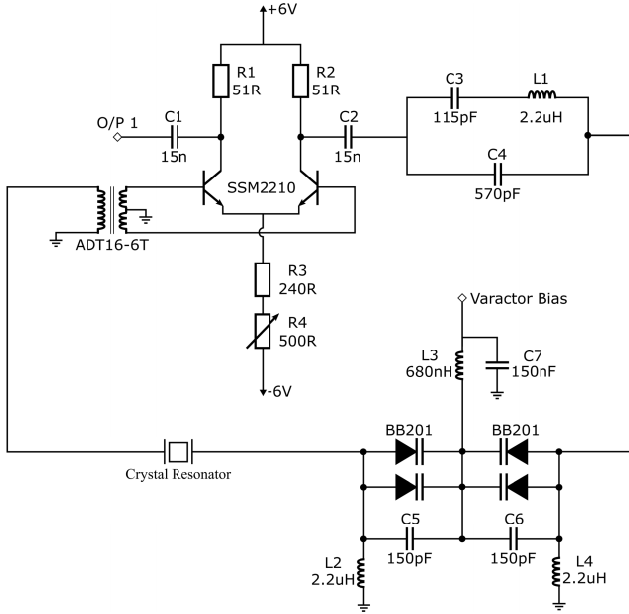 +6V
R1
51R
R2
51R
C1
15n
O/P 1
C2
15n
C3
115pF
L1
2.2uH
C4
570pF
SSM2210
ADT16-6T
R3
240R
R4
500R
-6V
Varactor Bias
L3
680nH
C7
150nF
BB201
BB201
Crystal Resonator
C5
150pF
C6
150pF
L2
2.2uH
L4
2.2uH